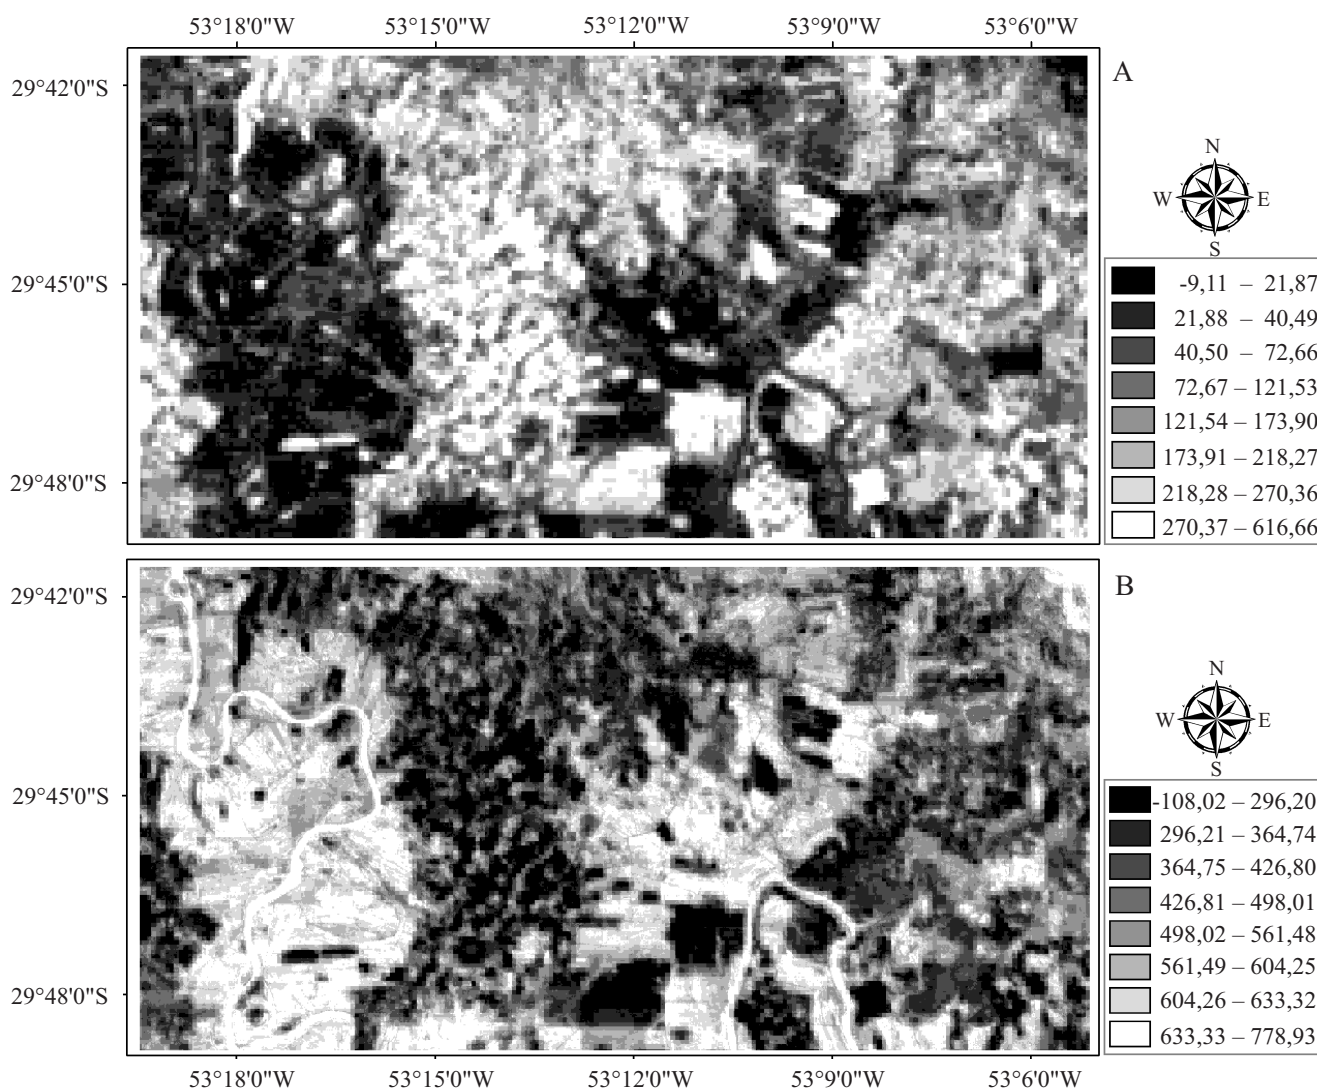 53°18'0"W 53°15'0"W 53°12'0"W 53°9'0"W 53°6'0"W
A
29°42'0"S
29°45'0"S
29°48'0"S
N
W E
S
-9,11 – 21,87
21,88 – 40,49
40,50 – 72,66
72,67 – 121,53
121,54 – 173,90
173,91 – 218,27
218,28 – 270,36
270,37 – 616,66
B
29°42'0"S
29°45'0"S
29°48'0"S
N
W E
S
-108,02 – 296,20
296,21 – 364,74
364,75 – 426,80
426,81 – 498,01
498,02 – 561,48
561,49 – 604,25
604,26 – 633,32
633,33 – 778,93
53°18'0"W 53°15'0"W 53°12'0"W 53°9'0"W 53°6'0"W